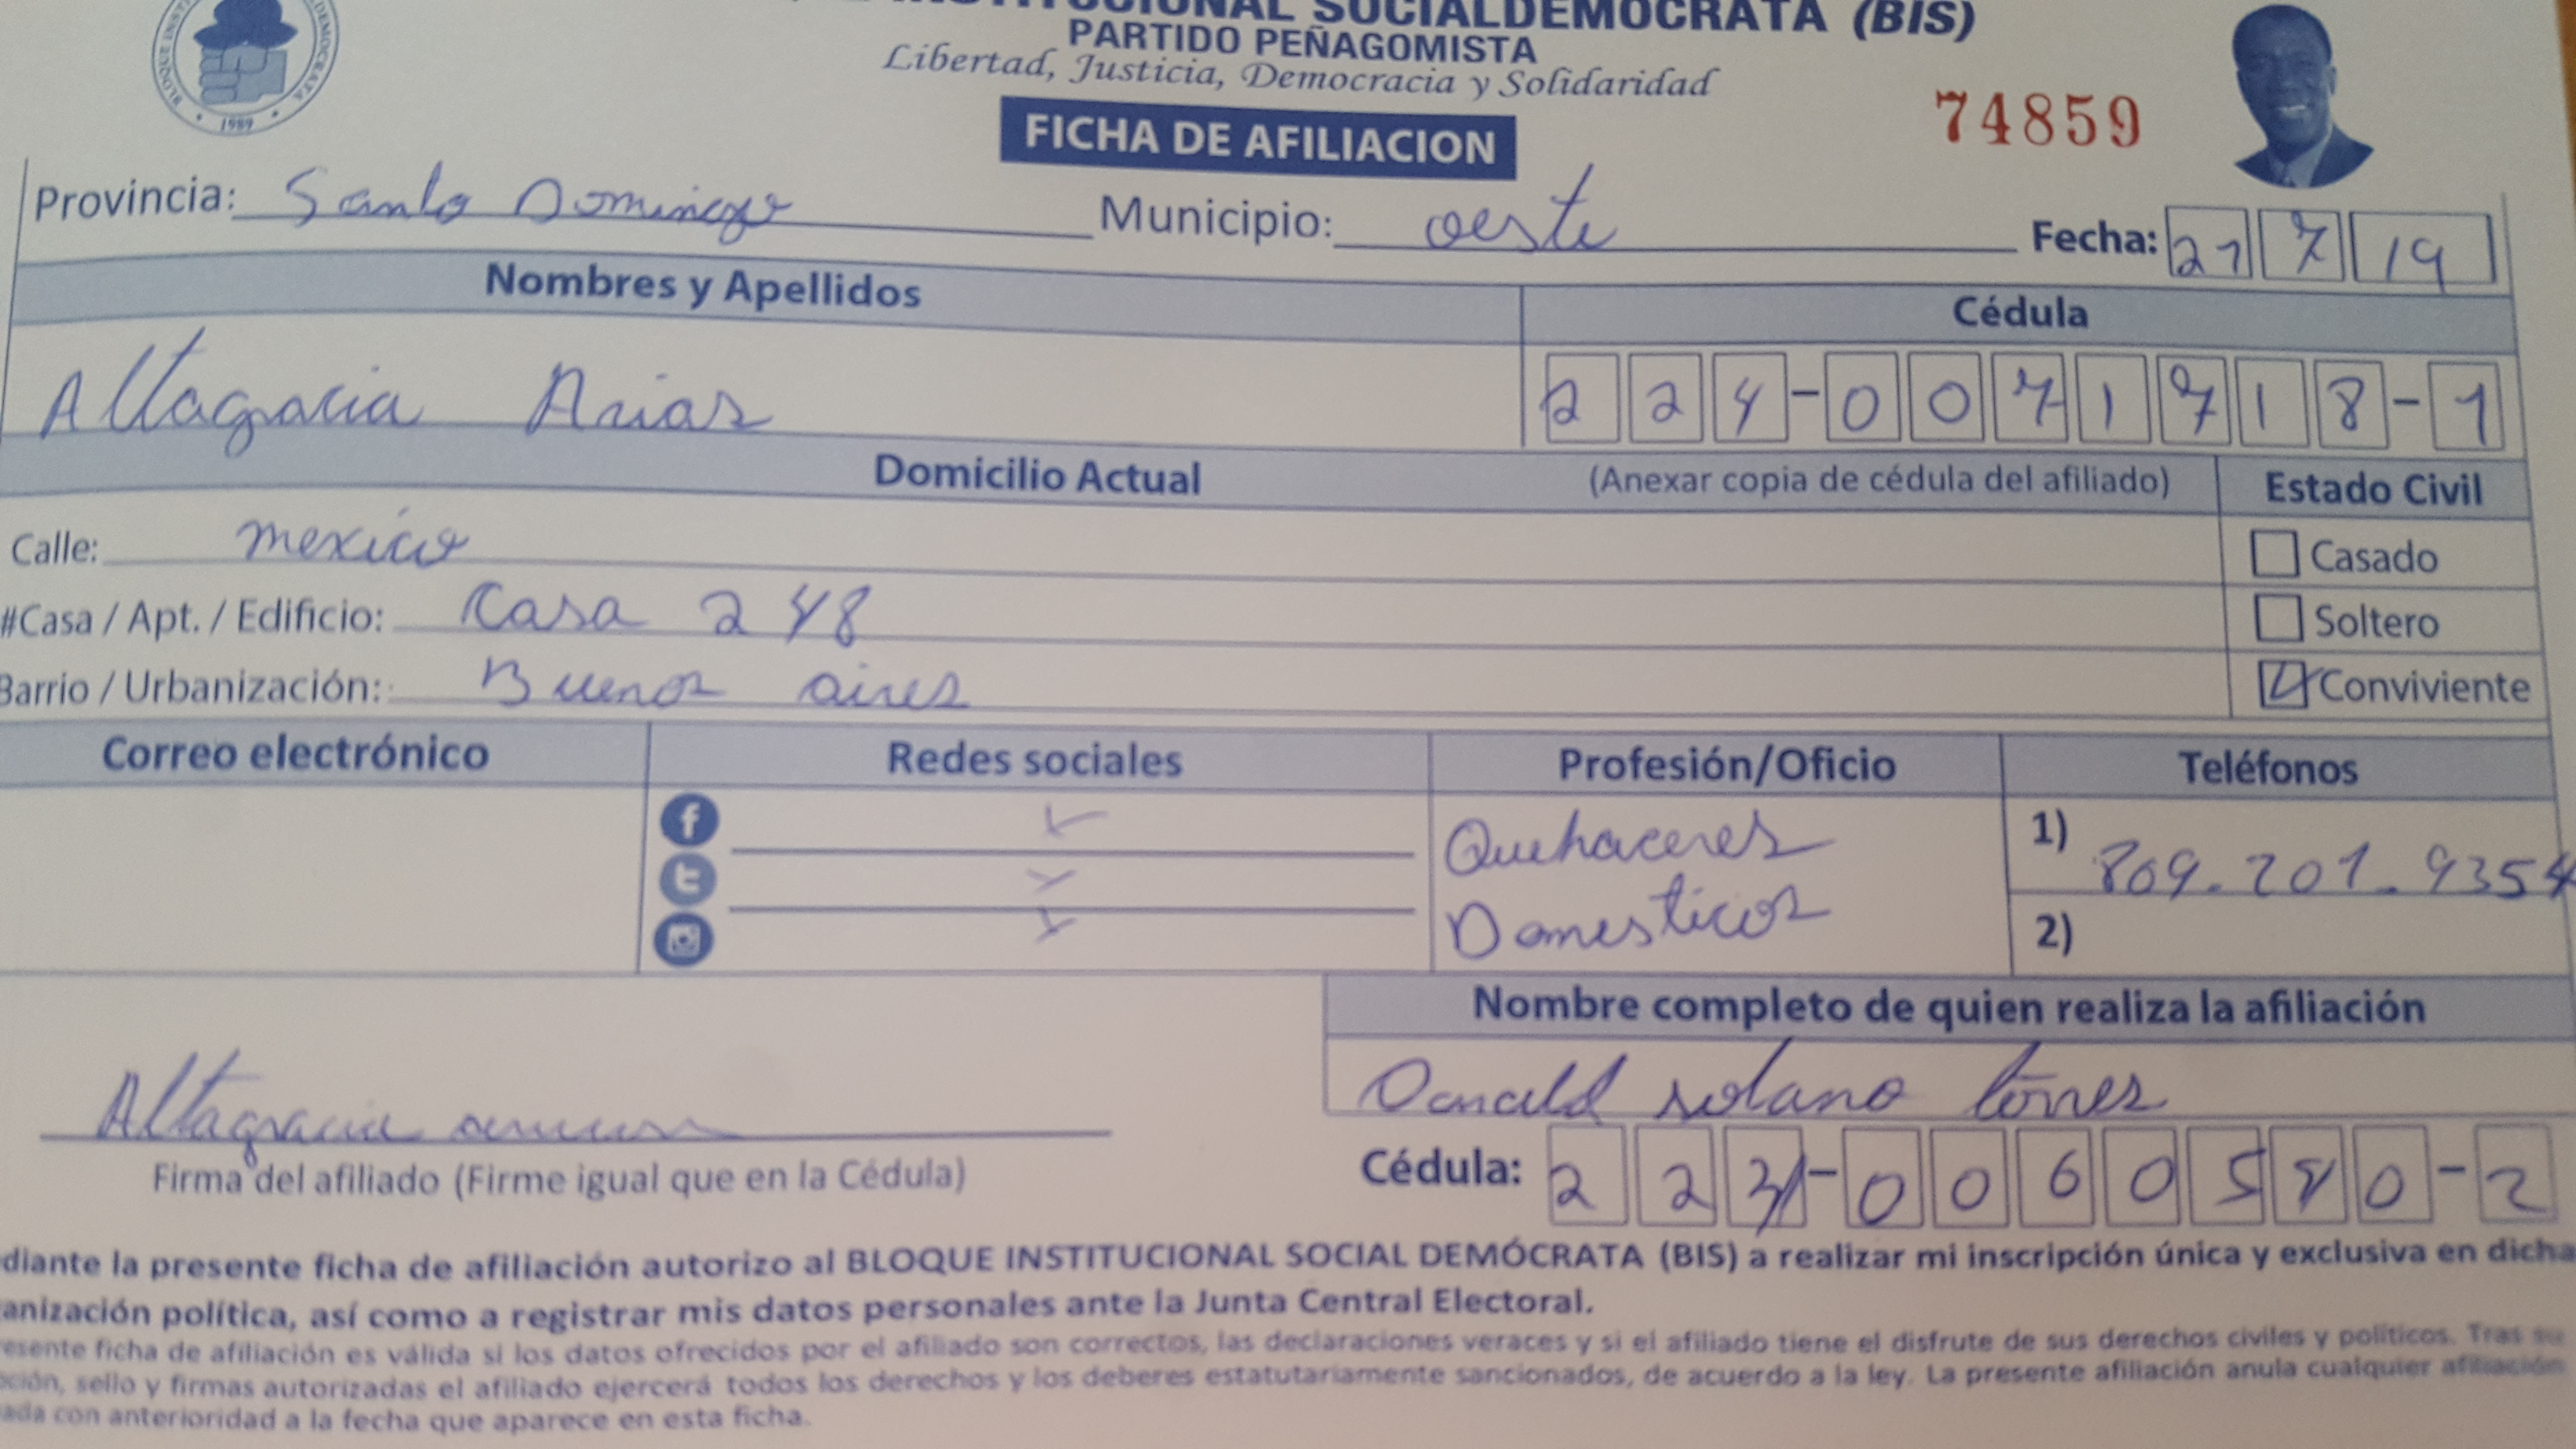 INSTITUCIONAL SOCIALDEMOCRATA (BIS)
PARTIDO PEÑAGOMISTA
Libertad, Justicia, Democracia y Solidaridad
1989
74859
FICHA DE AFILIACION
Provincia: Santo Domingo Municipio: oeste Fecha: 21 7 19
Nombres y Apellidos Cédula
Altagracia Arias 224-0071718-1
Domicilio Actual (Anexar copia de cédula del afiliado) Estado Civil
Calle: mexico Casado
#Casa / Apt. / Edificio: Casa 248 Soltero
Barrio / Urbanización: Buenos aires Conviviente
Correo electrónico Redes sociales Profesión/Oficio Teléfonos
Quehaceres 1) 809-201-9354
Domesticos 2)
Nombre completo de quien realiza la afiliación
Altagracia Donald solano torres
Firma del afiliado (Firme igual que en la Cédula) Cédula: 223-0060580-2
diante la presente ficha de afiliación autorizo al BLOQUE INSTITUCIONAL SOCIAL DEMÓCRATA (BIS) a realizar mi inscripción única y exclusiva en dicha
anización política, así como a registrar mis datos personales ante la Junta Central Electoral.
esente ficha de afiliación es válida si los datos ofrecidos por el afiliado son correctos, las declaraciones veraces y si el afiliado tiene el disfrute de sus derechos civiles y políticos. Tras su
ción, sello y firmas autorizadas el afiliado ejercerá todos los derechos y los deberes estatutariamente sancionados, de acuerdo a la ley. La presente afiliación anula cualquier afiliación
ada con anterioridad a la fecha que aparece en esta ficha.